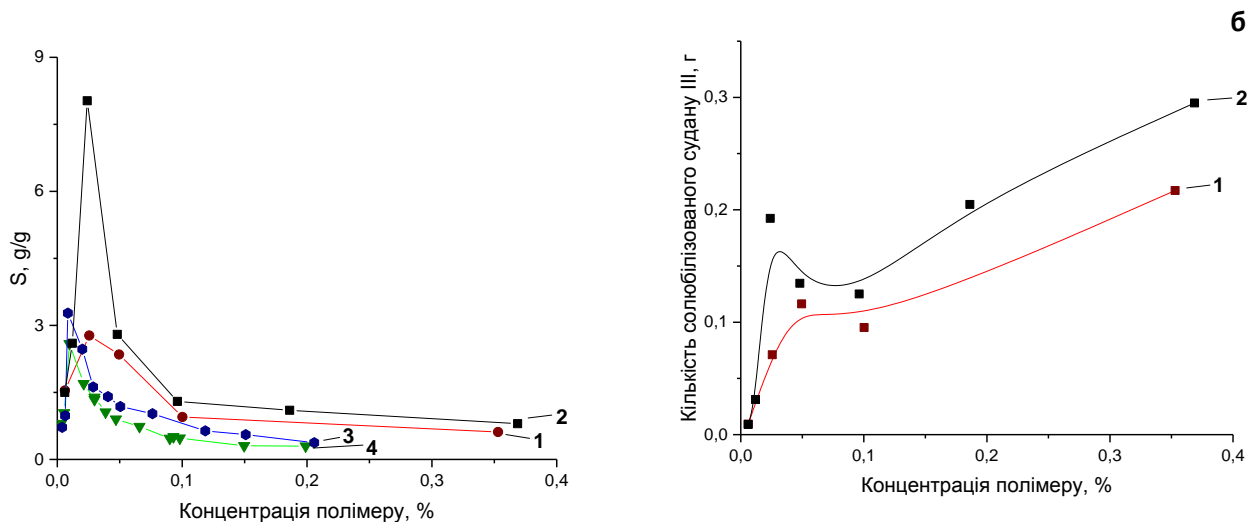 9
6
3
0
S, g/g
0,0 0,1 0,2 0,3 0,4
Концентрація полімеру, %
2
1
3
4
б
0,3
0,2
0,1
0,0
Кількість солюбілізованого судану III, г
0,0 0,1 0,2 0,3 0,4
Концентрація полімеру, %
2
1